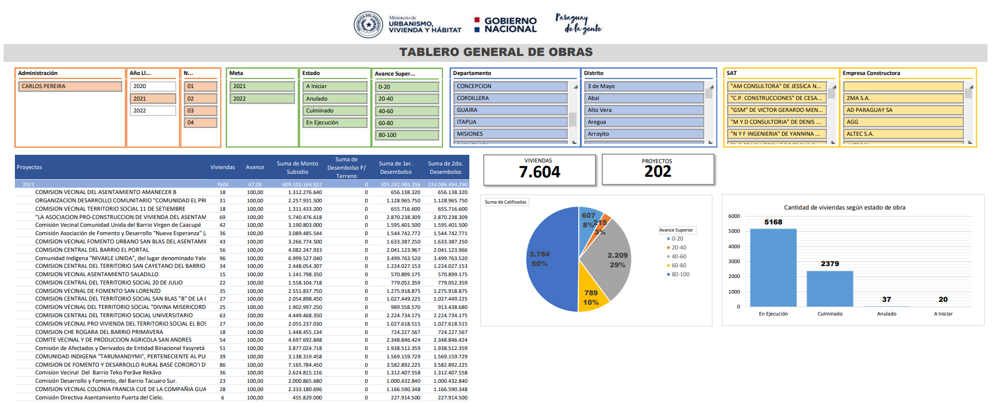 Ministerio de
URBANISMO,
VIVIENDA Y HÁBITAT
GOBIERNO
NACIONAL
Paraguay
de la gente
TABLERO GENERAL DE OBRAS
Administración
CARLOS PEREIRA
Año Ll...
2020
2021
2022
N...
01
02
03
04
Meta
2021
2022
Estado
A Iniciar
Anulado
Culminado
En Ejecución
Avance Super...
0-20
20-40
40-60
60-80
80-100
Departamento
CONCEPCION
CORDILLERA
GUAIRA
ITAPUA
MISIONES
Distrito
3 de Mayo
Abai
Alto Vera
Aregua
Arroyito
SAT
"AM CONSULTORA" DE JESSICA N...
"C.P. CONSTRUCCIONES" DE CESA...
"GSM" DE VICTOR GERARDO MEN...
"M Y D CONSULTORIA" DE DENIS ...
"N Y F INGENIERIA" DE YANNINA ...
Empresa Constructora
2MA S.A.
AD PARAGUAY SA
AGG
ALTEC S.A.
Proyectos Viviendas Avance Suma de Monto Subsidio Suma de Desembolso P/ Terreno Suma de 1er. Desembolso Suma de 2do. Desembolso
2021 7604 67,08 609.103.166.832 0 305.242.985.356 224.086.494.290
COMISION VECINAL DEL ASENTAMIENTO AMANECER B 18 100,00 1.312.276.640 0 656.138.320 656.138.320
ORGANIZACION DESARROLLO COMUNITARIO "COMUNIDAD EL PRO 31 100,00 2.257.931.500 0 1.128.965.750 1.128.965.750
COMISION VECINAL TERRITORIO SOCIAL 11 DE SETIEMBRE 18 100,00 1.311.433.200 0 655.716.600 655.716.600
"LA ASOCIACION PRO-CONSTRUCCION DE VIVIENDA DEL ASENTAM 69 100,00 5.740.476.618 0 2.870.238.309 2.870.238.309
Comisión Vecinal Comunidad Unida del Barrio Virgen de Caacupé 42 100,00 3.190.803.000 0 1.595.401.500 1.595.401.500
Comisión Asociación de Fomento y Desarrollo "Nueva Esperanza" (A 36 100,00 3.089.485.544 0 1.544.742.772 1.544.742.771
COMISION VECINAL FOMENTO URBANO SAN BLAS DEL ASENTAMIE 43 100,00 3.266.774.500 0 1.633.387.250 1.633.387.250
COMISION CENTRAL DEL BARRIO EL PORTAL 56 100,00 4.082.247.933 0 2.041.123.967 2.041.123.966
Comunidad Indígena "NIVAKLE UNIDA", del lugar denominado Yalv 96 100,00 6.999.527.040 0 3.499.763.520 3.499.763.520
COMISION CENTRAL DEL TERRITORIO SAN CAYETANO DEL BARRIO 34 100,00 2.448.054.307 0 1.224.027.153 1.224.027.153
COMISION VECINAL ASENTAMIENTO SALADILLO 15 100,00 1.141.798.350 0 570.899.175 570.899.175
COMISION CENTRAL DEL TERRITORIO SOCIAL 20 DE JULIO 22 100,00 1.558.104.718 0 779.052.359 779.052.359
COMISION VECINAL DE FOMENTO SAN LORENZO 35 100,00 2.551.837.750 0 1.275.918.875 1.275.918.875
COMISION CENTRAL DEL TERRITORIO SOCIAL SAN BLAS "B" DE LA C 27 100,00 2.054.898.450 0 1.027.449.225 1.027.449.225
COMISION VECINAL DEL TERRITORIO SOCIAL "DIVINA MISERICORD 25 100,00 1.902.997.250 0 989.558.570 913.438.680
COMISION CENTRAL DEL TERRITORIO SOCIAL UNIVERSITARIO 63 100,00 4.449.468.350 0 2.224.734.175 2.224.734.175
COMISION VECINAL PRO VIVIENDA DEL TERRITORIO SOCIAL EL BOS 27 100,00 2.055.237.030 0 1.027.618.515 1.027.618.515
COMISION CHE ROGARA DEL BARRIO PRIMAVERA 18 100,00 1.448.455.134 0 724.227.567 724.227.567
COMITE VECINAL Y DE PRODUCCION AGRICOLA SAN ANDRES 54 100,00 4.697.692.848 0 2.348.846.424 2.348.846.424
Comisión de Afectados y Derivados de Entidad Binacional Yasyretá 51 100,00 3.877.024.718 0 1.938.512.359 1.938.512.359
COMUNIDAD INDIGENA "TARUMANDYMI", PERTENECIENTE AL PU 39 100,00 3.138.319.458 0 1.569.159.729 1.569.159.729
COMISION DE FOMENTO Y DESARROLLO RURAL BASE CORORO'I D 86 100,00 7.165.784.450 0 3.582.892.225 3.582.892.225
Comision Vecinal Del Barrio Teko Porãve Rekávo 36 100,00 2.624.815.116 0 1.312.407.558 1.312.407.558
Comisión Desarrollo y Fomento, del Barrio Tacuaro Sur. 23 100,00 2.000.865.680 0 1.000.432.840 1.000.432.840
COMISION VECINAL COLONIA FRANCIA CUE DE LA COMPAÑIA GUA 28 100,00 2.333.180.696 0 1.166.590.348 1.166.590.348
Comisión Directiva Asentamiento Puerta del Cielo. 6 100,00 455.829.000 0 227.914.500 227.914.500
VIVIENDAS
7.604
PROYECTOS
202
Suma de Calificadas
607
8%
215
3%
2.209
29%
789
10%
3.784
50%
Avance Superior
0-20
20-40
40-60
60-80
80-100
Cantidad de viviendas según estado de obra
6000
5000
4000
3000
2000
1000
0
5168
2379
37
20
En Ejecución
Culminado
Anulado
A Iniciar